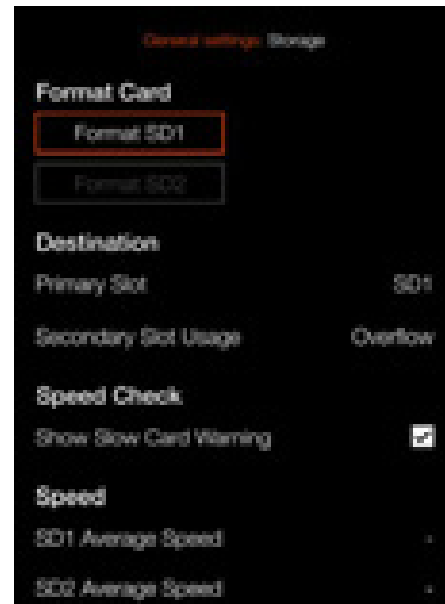 General settings Storage
Format Card
Format SD1
Format SD2
Destination
Primary Slot SD1
Secondary Slot Usage Overflow
Speed Check
Show Slow Card Warning
Speed
SD1 Average Speed -
SD2 Average Speed -